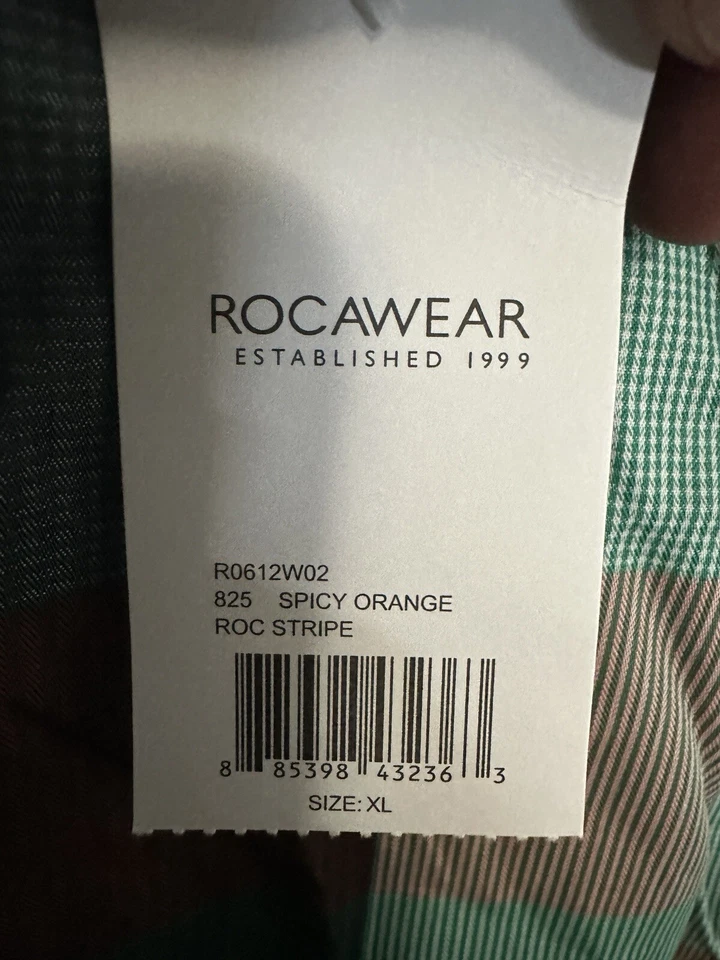 ROCAWEAR
ESTABLISHED 1999
R0612W02
825 SPICY ORANGE
ROC STRIPE
8 85398 43236 3
SIZE: XL